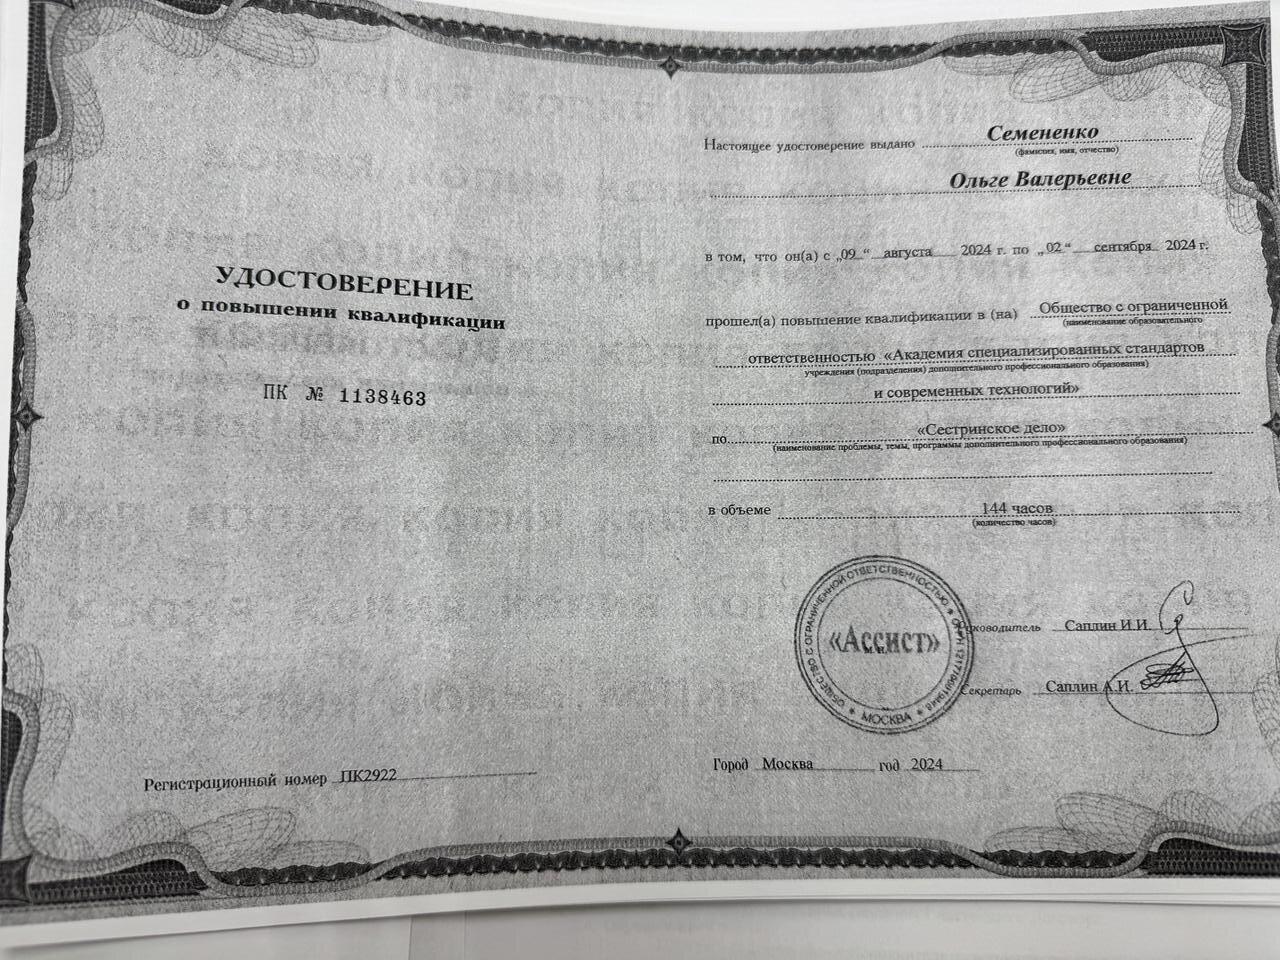 УДОСТОВЕРЕНИЕ
о повышении квалификации
ПК № 1138463
Регистрационный номер ПК2922
Настоящее удостоверение выдано Семененко
(фамилия, имя, отчество)
Ольге Валерьевне
в том, что он(а) с „09“ августа 2024 г. по „02“ сентября 2024 г.
прошел(а) повышение квалификации в (на) Общество с ограниченной
(наименование образовательного
ответственностью «Академия специализированных стандартов
учреждения (подразделения) дополнительного профессионального образования)
и современных технологий»
по «Сестринское дело»
(наименование проблемы, темы, программы дополнительного профессионального образования)
в объеме 144 часов
(количество часов)
ОБЩЕСТВО С ОГРАНИЧЕННОЙ ОТВЕТСТВЕННОСТЬЮ
«Ассист»
М.П.
МОСКВА
Руководитель Саплин И.И.
Секретарь Саплин А.И.
Город Москва год 2024